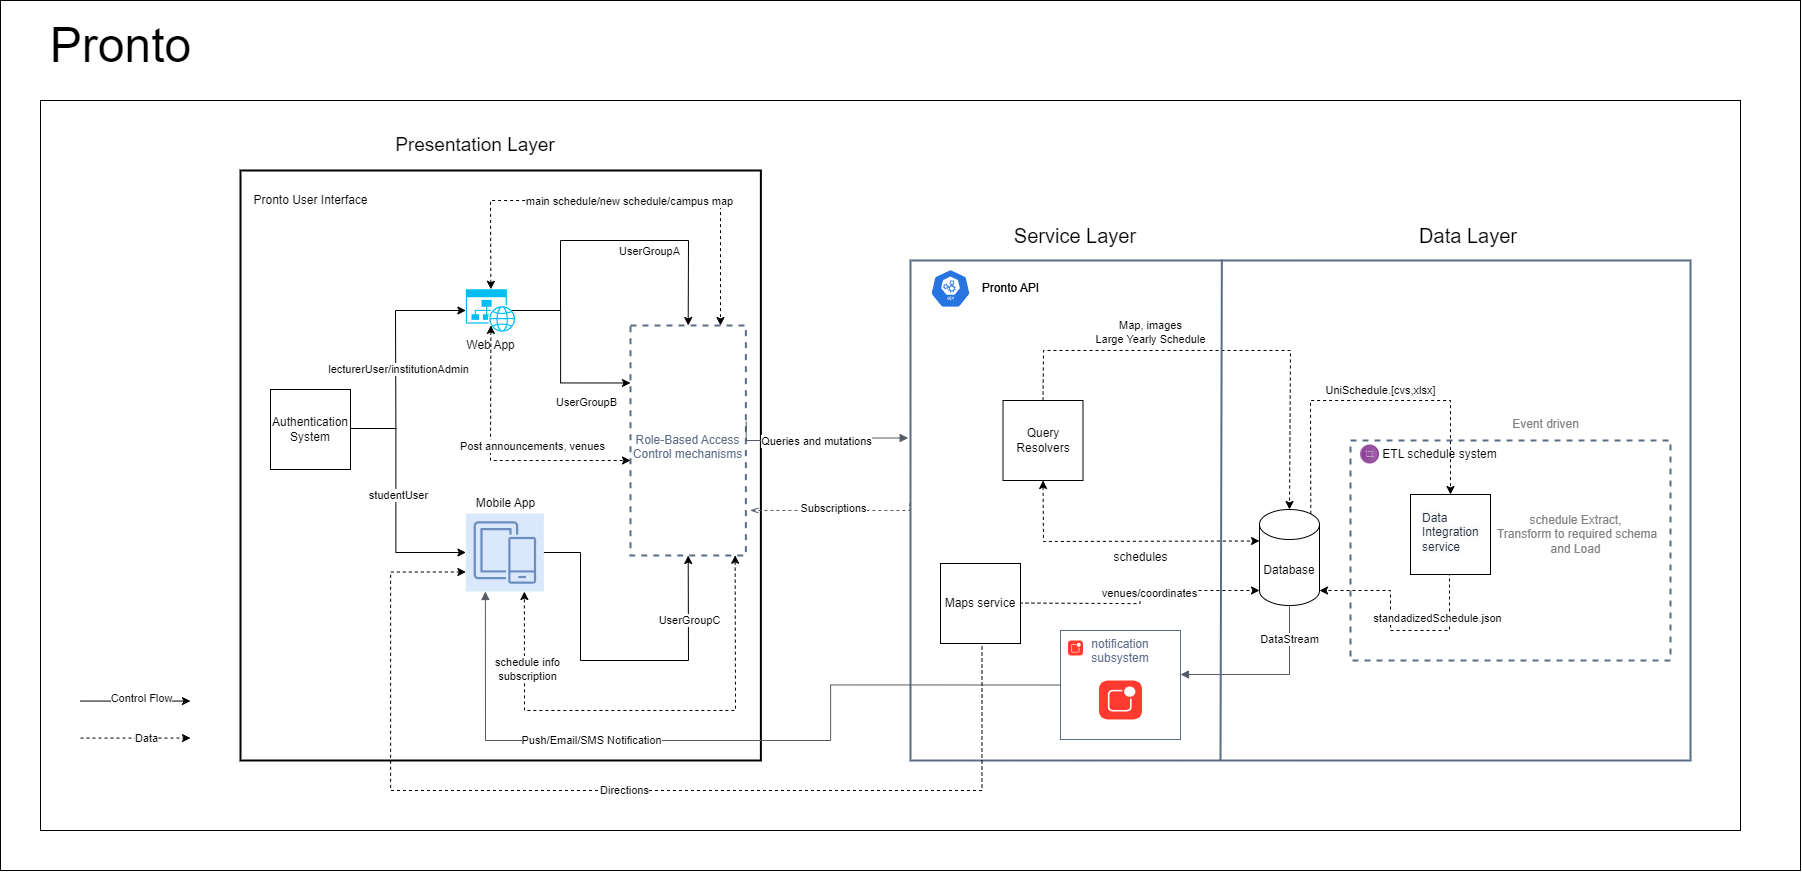 Pronto
Presentation Layer
Pronto User Interface
main schedule/new schedule/campus map
UserGroupA
Web App
lecturerUser/institutionAdmin
UserGroupB
Authentication
System
Post announcements, venues
Role-Based Access
Control mechanisms
studentUser
Mobile App
UserGroupC
schedule info
subscription
Push/Email/SMS Notification
Directions
Control Flow
Data
Queries and mutations
Subscriptions
Service Layer
Pronto API
api
Map, images
Large Yearly Schedule
Query
Resolvers
schedules
Maps service
venues/coordinates
notification
subsystem
Data Layer
UniSchedule.[cvs,xlsx]
Event driven
ETL schedule system
Data
Integration
service
schedule Extract,
Transform to required schema
and Load
Database
standadizedSchedule.json
DataStream